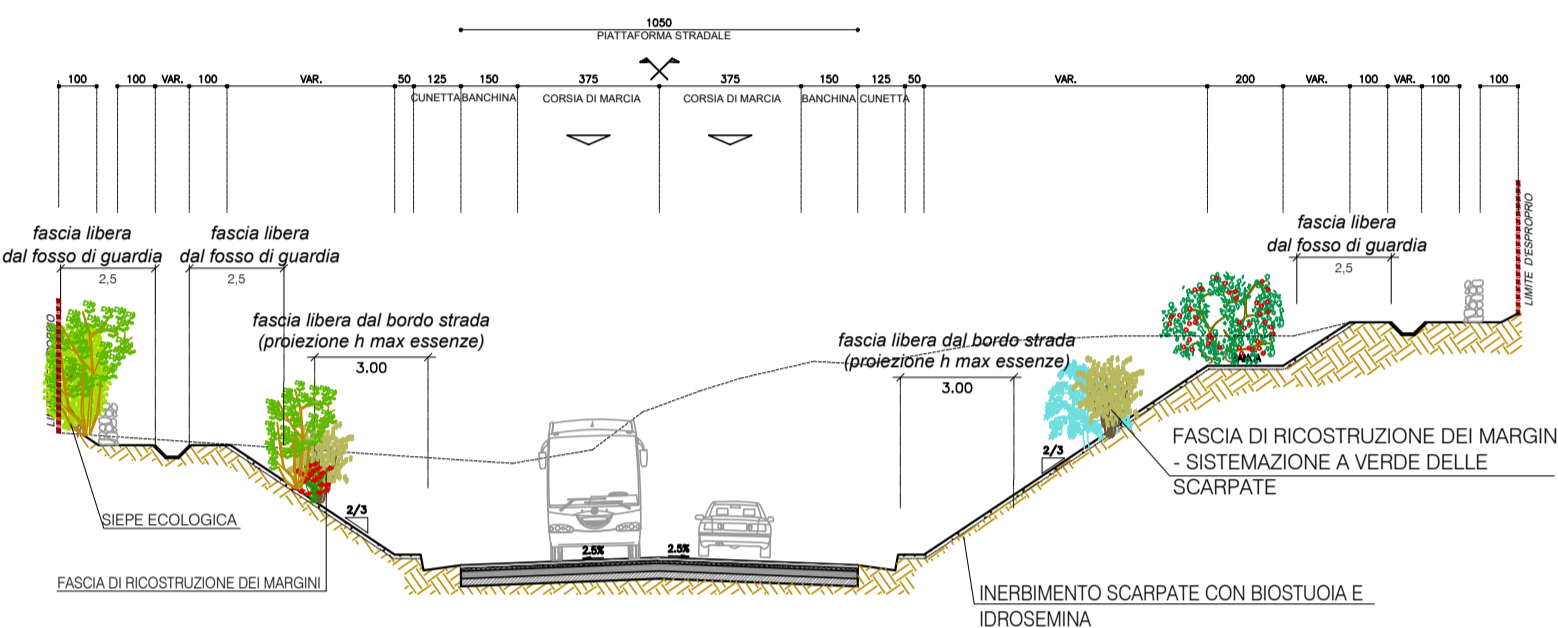 1050
PIATTAFORMA STRADALE
100 100 VAR. 100 VAR. 50 125 150 375 375 150 125 50 VAR. 200 VAR. 100 VAR. 100 100
CUNETTA BANCHINA CORSIA DI MARCIA CORSIA DI MARCIA BANCHINA CUNETTA
fascia libera
dal fosso di guardia
2,5
fascia libera
dal fosso di guardia
2,5
fascia libera
dal fosso di guardia
2,5
LIMITE D'ESPROPRIO
fascia libera dal bordo strada
(proiezione h max essenze)
3.00
fascia libera dal bordo strada
(proiezione h max essenze)
3.00
FASCIA DI RICOSTRUZIONE DEI MARGIN
- SISTEMAZIONE A VERDE DELLE
SCARPATE
2/3
2/3
SIEPE ECOLOGICA
2.5% 2.5%
FASCIA DI RICOSTRUZIONE DEI MARGINI
INERBIMENTO SCARPATE CON BIOSTUOIA E
IDROSEMINA